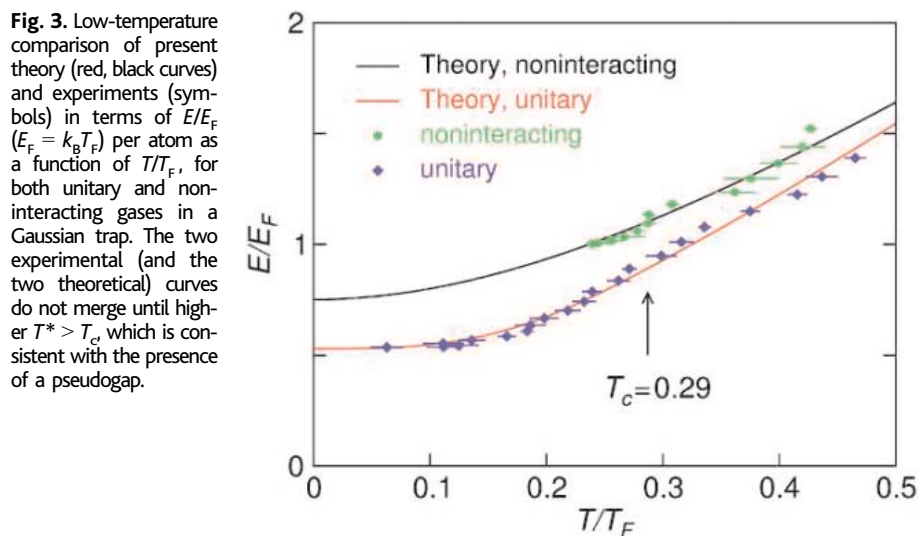 Fig. 3. Low-temperature
comparison of present
theory (red, black curves)
and experiments (sym-
bols) in terms of E/E_F
(E_F = k_BT_F) per atom as
a function of T/T_F, for
both unitary and non-
interacting gases in a
Gaussian trap. The two
experimental (and the
two theoretical) curves
do not merge until high-
er T* > T_c, which is con-
sistent with the presence
of a pseudogap.
2
Theory, noninteracting
Theory, unitary
noninteracting
unitary
1
E/E_F
T_c=0.29
0
0 0.1 0.2 0.3 0.4 0.5
T/T_F